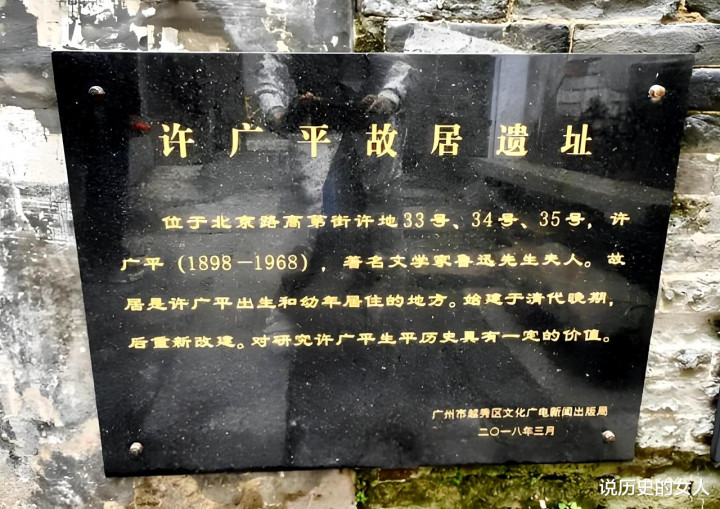 许广平故居遗址
位于北京路高第街许地33号、34号、35号，许
广平（1898－1968），著名文学家鲁迅先生夫人。故
居是许广平出生和幼年居住的地方。始建于清代晚期，
后重新改建。对研究许广平生平历史具有一定的价值。
广州市越秀区文化广电新闻出版局
二〇一八年三月
说历史的女人